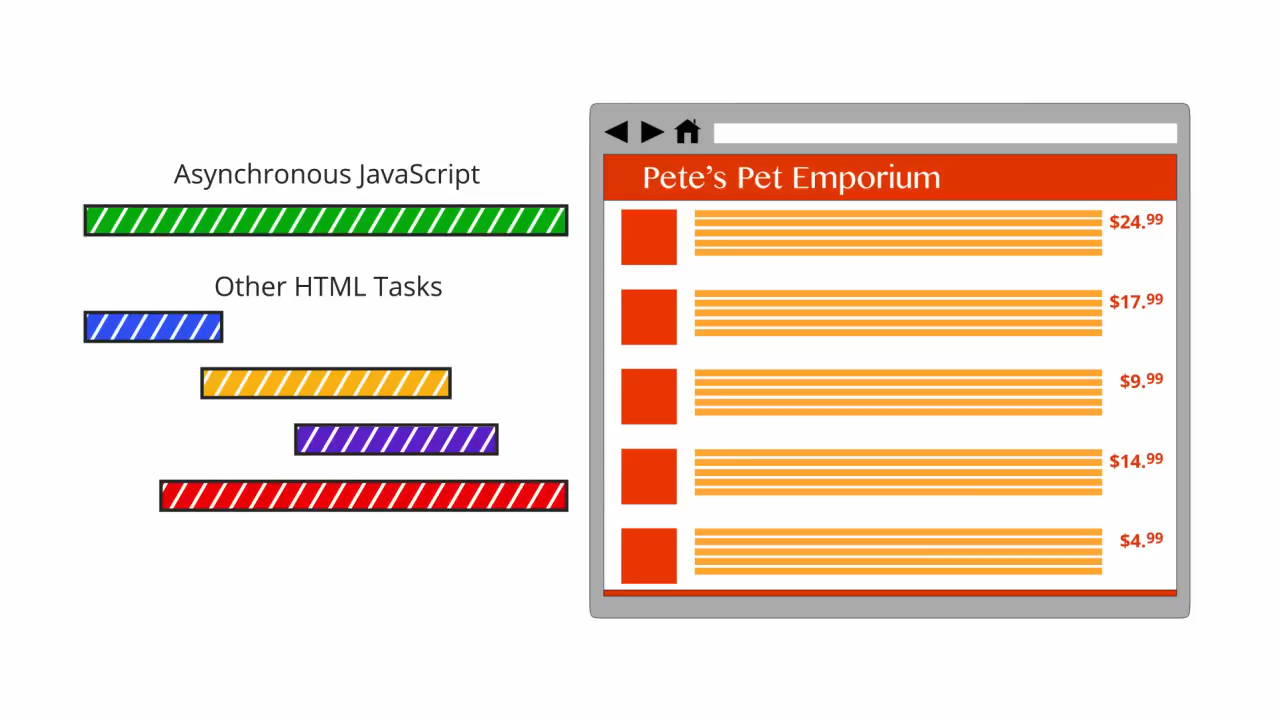 Asynchronous JavaScript
Other HTML Tasks
Pete's Pet Emporium
$24.99
$17.99
$9.99
$14.99
$4.99